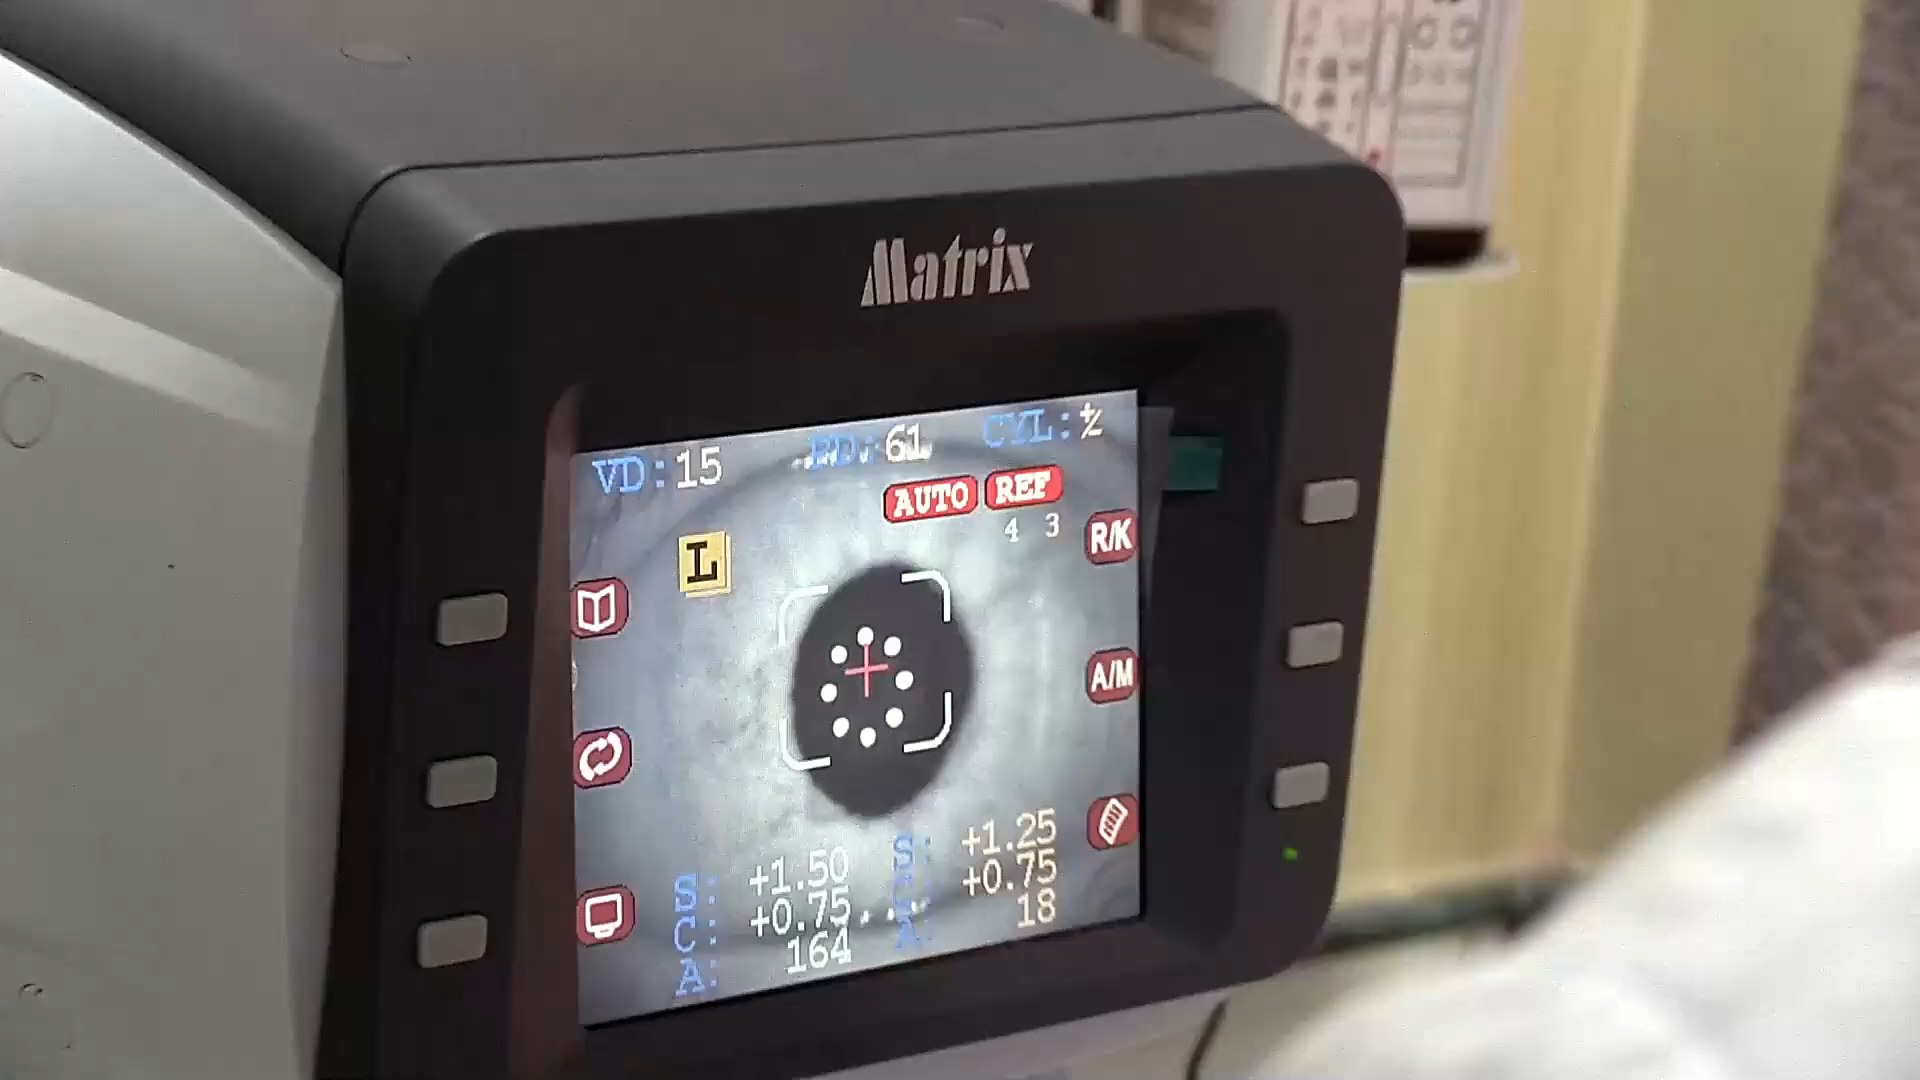 Matrix
VD:15 PD:61 CYL:±
AUTO REF
4 3
L
R/K
A/M
S: +1.50 S: +1.25
C: +0.75 C: +0.75
A: 164 A: 18